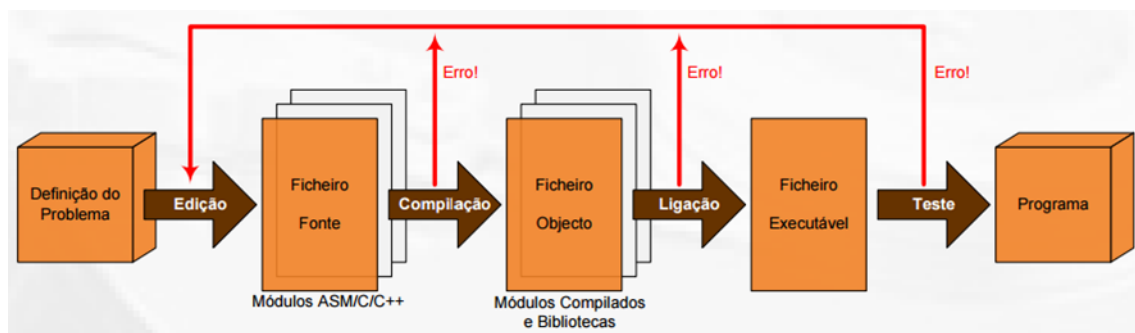 Erro!
Erro!
Erro!
Definição do
Problema
Edição
Ficheiro
Fonte
Compilação
Ficheiro
Objecto
Ligação
Ficheiro
Executável
Teste
Programa
Módulos ASM/C/C++
Módulos Compilados
e Bibliotecas